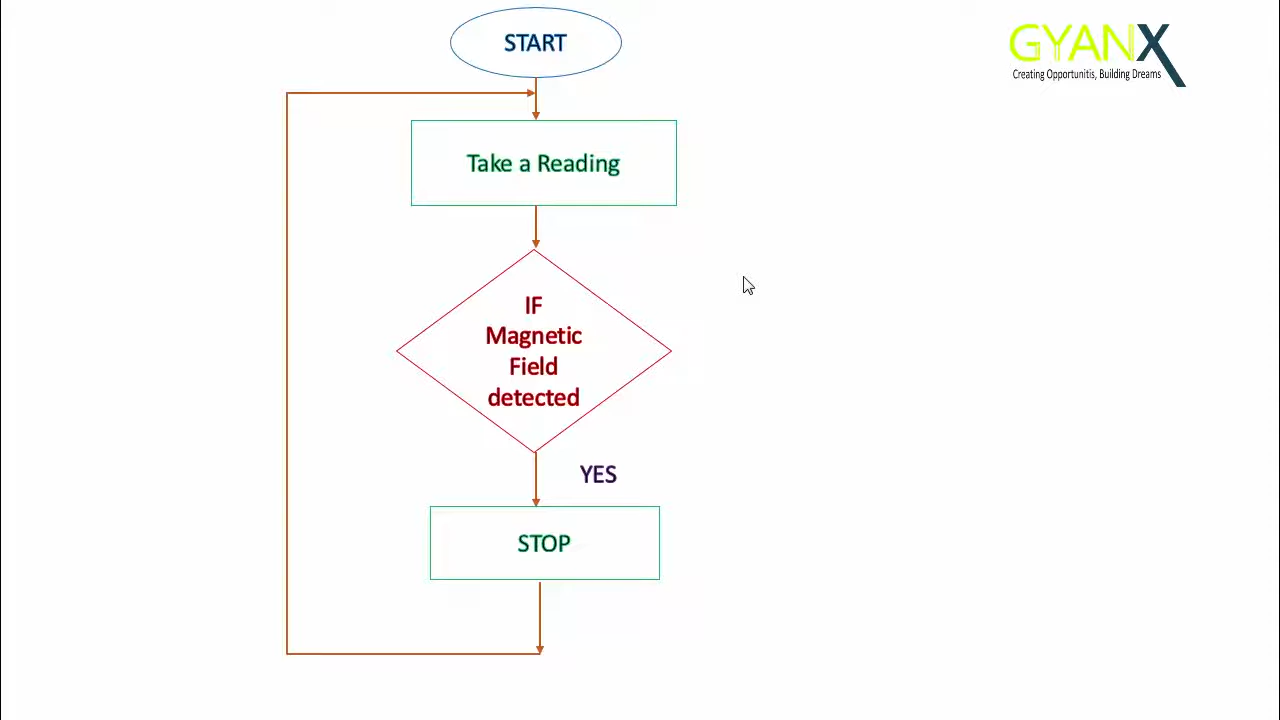 START
GYANX
Creating Opportunitis, Building Dreams
Take a Reading
IF
Magnetic
Field
detected
YES
STOP